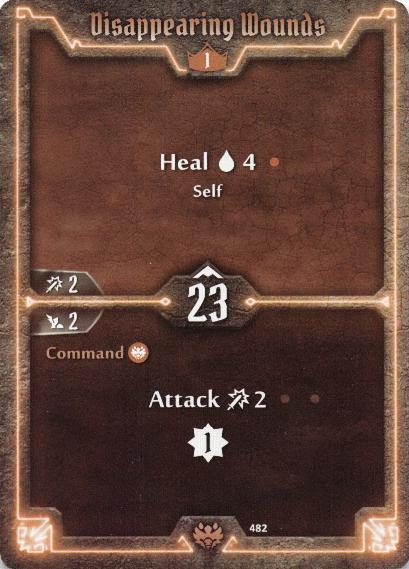 Disappearing Wounds
1
Heal 4
Self
2
23
2
Command
Attack 2
1
482